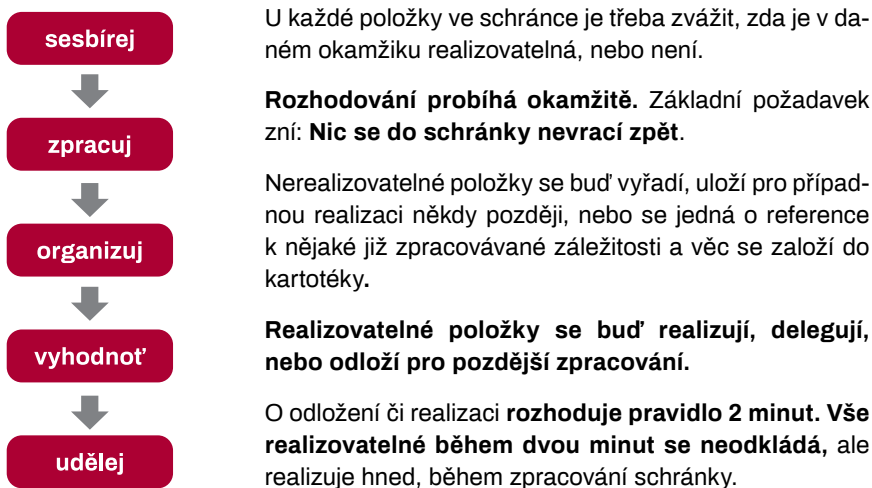 sesbírej
zpracuj
organizuj
vyhodnoť
udělej
U každé položky ve schránce je třeba zvážit, zda je v da-
ném okamžiku realizovatelná, nebo není.
Rozhodování probíhá okamžitě. Základní požadavek
zní: Nic se do schránky nevrací zpět.
Nerealizovatelné položky se buď vyřadí, uloží pro případ-
nou realizaci někdy později, nebo se jedná o reference
k nějaké již zpracovávané záležitosti a věc se založí do
kartotéky.
Realizovatelné položky se buď realizují, delegují,
nebo odloží pro pozdější zpracování.
O odložení či realizaci rozhoduje pravidlo 2 minut. Vše
realizovatelné během dvou minut se neodkládá, ale
realizuje hned, během zpracování schránky.